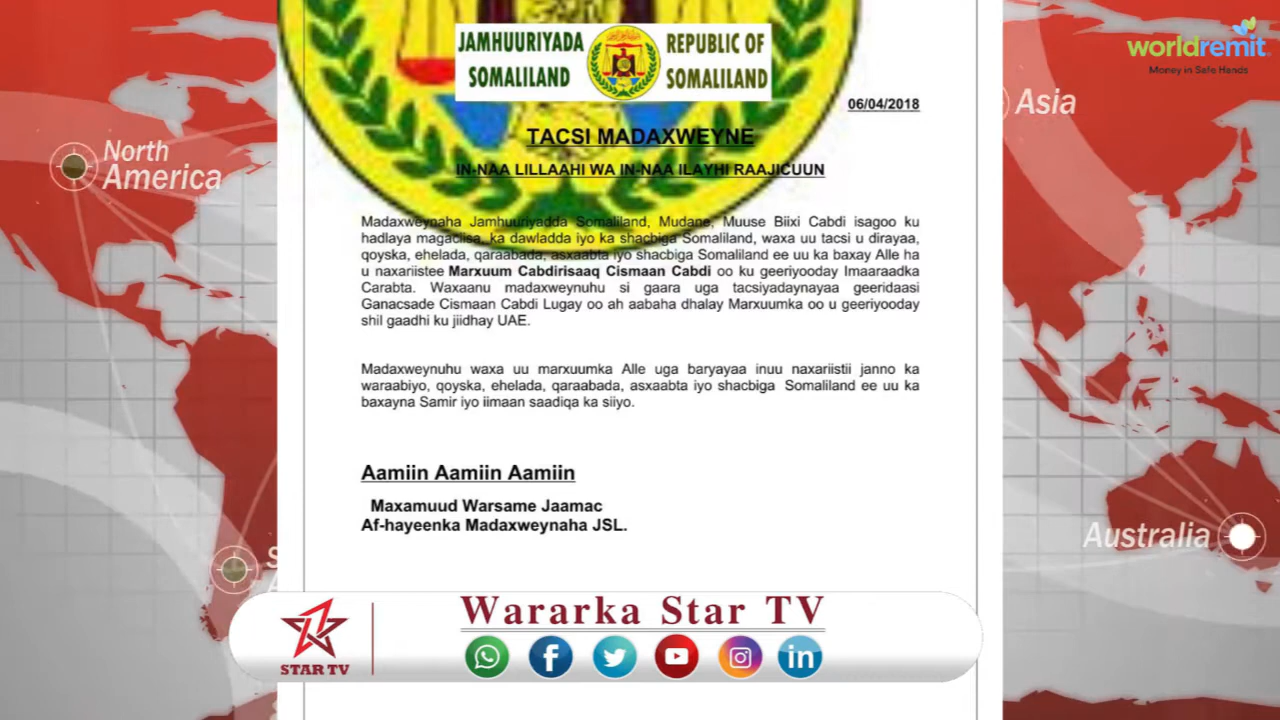 worldremit
Money in Safe Hands
JAMHUURIYADA
SOMALILAND
REPUBLIC OF
SOMALILAND
06/04/2018
Asia
North
America
TACSI MADAXWEYNE
IN-NAA LILLAAHI WA IN-NAA ILAYHI RAAJICUUN
Madaxweynaha Jamhuuriyadda Somaliland, Mudane, Muuse Biixi Cabdi isagoo ku
hadlaya magaciisa, ka dawladda iyo ka shacbiga Somaliland, waxa uu tacsi u dirayaa,
qoyska, ehelada, qaraabada, asxaabta iyo shacbiga Somaliland ee uu ka baxay Alle ha
u naxariistee Marxuum Cabdirisaaq Cismaan Cabdi oo ku geeriyooday Imaaraadka
Carabta. Waxaanu madaxweynuhu si gaara uga tacsiyadaynayaa geeridaasi
Ganacsade Cismaan Cabdi Lugay oo ah aabaha dhalay Marxuumka oo u geeriyooday
shil gaadhi ku jiidhay UAE.
Madaxweynuhu waxa uu marxuumka Alle uga baryayaa inuu naxariistii janno ka
waraabiyo, qoyska, ehelada, qaraabada, asxaabta iyo shacbiga Somaliland ee uu ka
baxayna Samir iyo iimaan saadiqa ka siiyo.
Aamiin Aamiin Aamiin
Maxamuud Warsame Jaamac
Af-hayeenka Madaxweynaha JSL.
Australia
Wararka Star TV
STAR TV